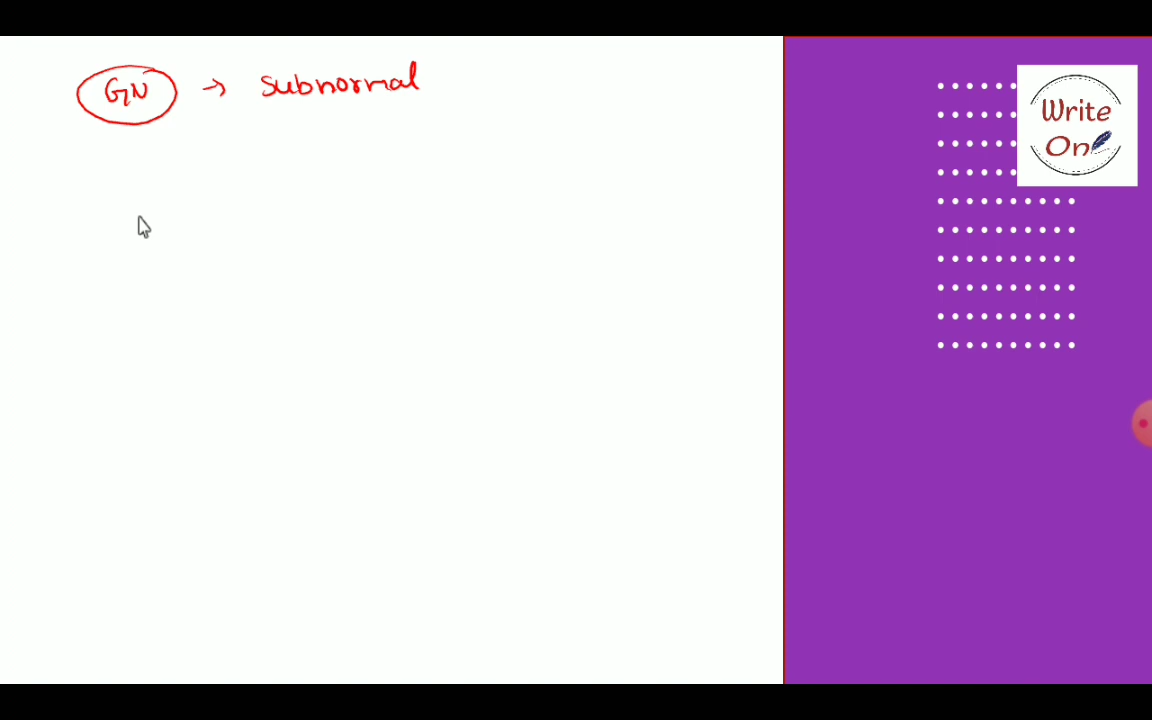 GN → subnormal
Write
On